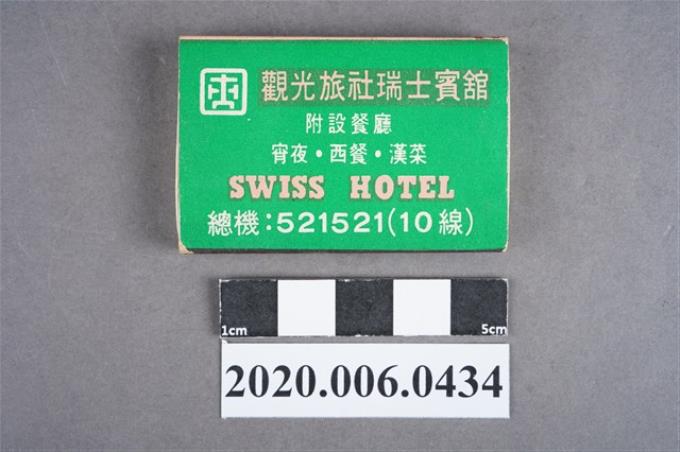 觀光旅社瑞士賓舘
附設餐廳
宵夜·西餐·漢菜
SWISS HOTEL
總機:521521(10線)
1cm 5cm
2020.006.0434